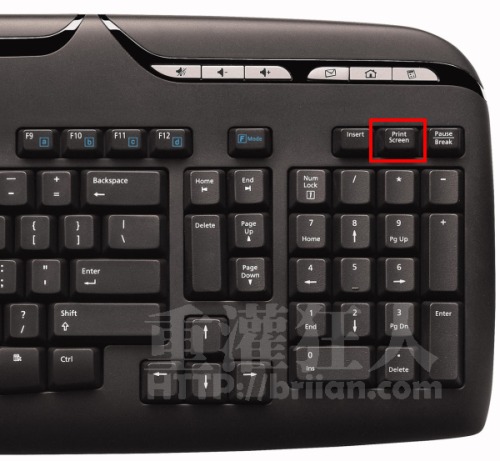 F9 a F10 b F11 c F12 d F Mode Insert Print Screen Pause Break
Backspace Home End Num Lock / * -
- _ + =
{ [ } ] | \ Delete Page Up 7 Home 8 9 Pg Up +
: ; " ' Enter Page Down 4 5 6
? / Shift 1 End 2 3 Pg Dn Enter
Ctrl 0 Ins . Delete
重灌狂人
HTTP://briian.com